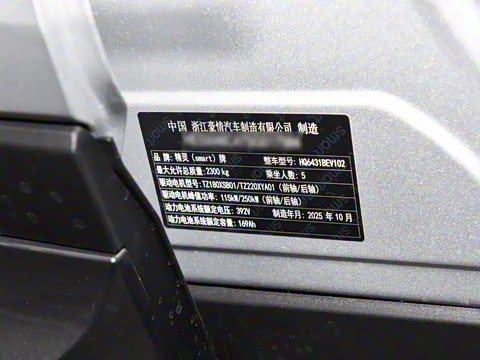 中国 浙江豪情汽车制造有限公司 制造
品 牌：精灵（smart）牌 整车型号：HQ6431BEV102
最大允许总质量：2300 kg 乘坐人数：5
驱动电机型号：TZ180XSB01/TZ220XYA01（前轴/后轴）
驱动电机峰值功率：115kW/250kW（前轴/后轴）
动力电池系统额定电压：392V 制造年月：2025 年 10 月
动力电池系统额定容量：169Ah